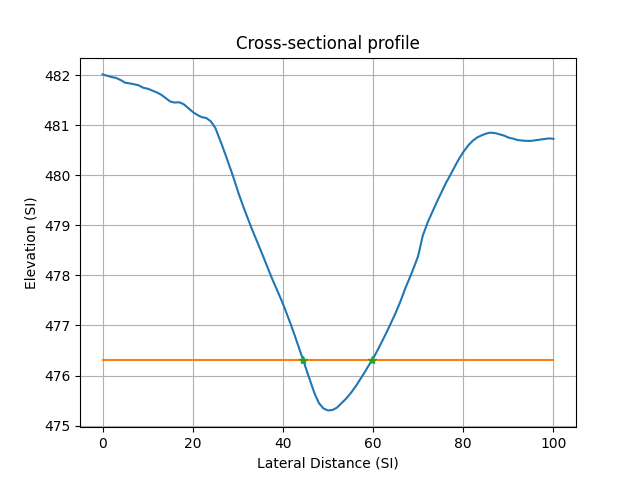 Cross-sectional profile
482
481
480
479
478
477
476
475
Elevation (SI)
0 20 40 60 80 100
Lateral Distance (SI)